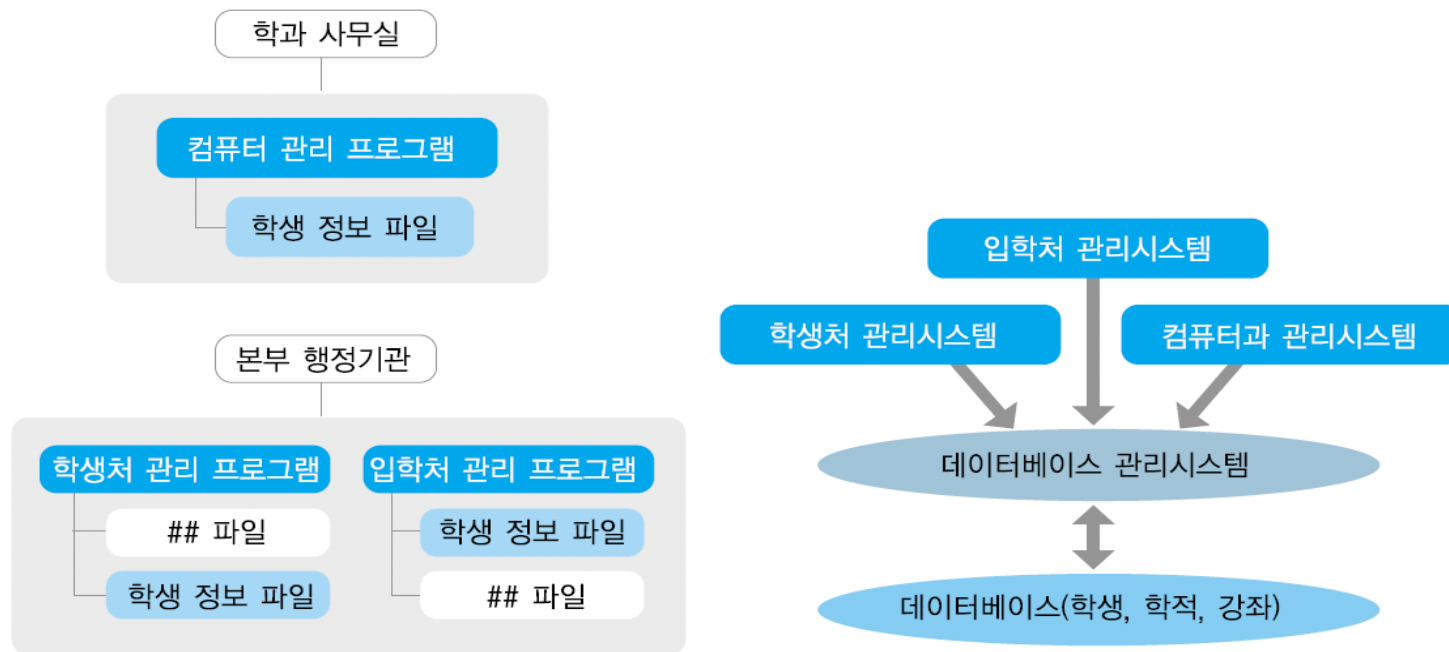 학과 사무실
컴퓨터 관리 프로그램
학생 정보 파일
본부 행정기관
학생처 관리 프로그램
## 파일
학생 정보 파일
입학처 관리 프로그램
학생 정보 파일
## 파일
입학처 관리시스템
학생처 관리시스템
컴퓨터과 관리시스템
데이터베이스 관리시스템
데이터베이스(학생, 학적, 강좌)